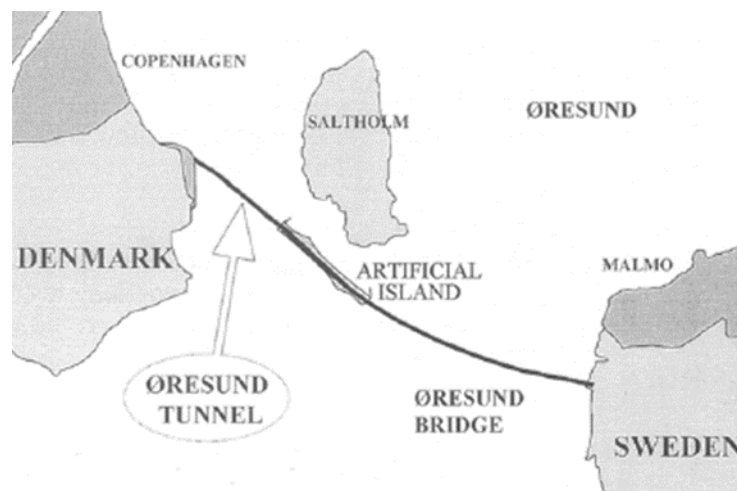 COPENHAGEN
SALTHOLM
ØRESUND
DENMARK
ARTIFICIAL
ISLAND
MALMO
ØRESUND
TUNNEL
ØRESUND
BRIDGE
SWEDEN